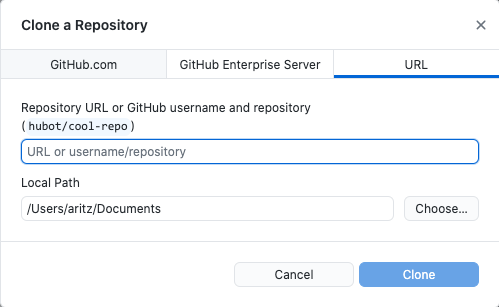 Clone a Repository
GitHub.com
GitHub Enterprise Server
URL
Repository URL or GitHub username and repository
(hubot/cool-repo)
URL or username/repository
Local Path
/Users/aritz/Documents
Choose...
Cancel
Clone